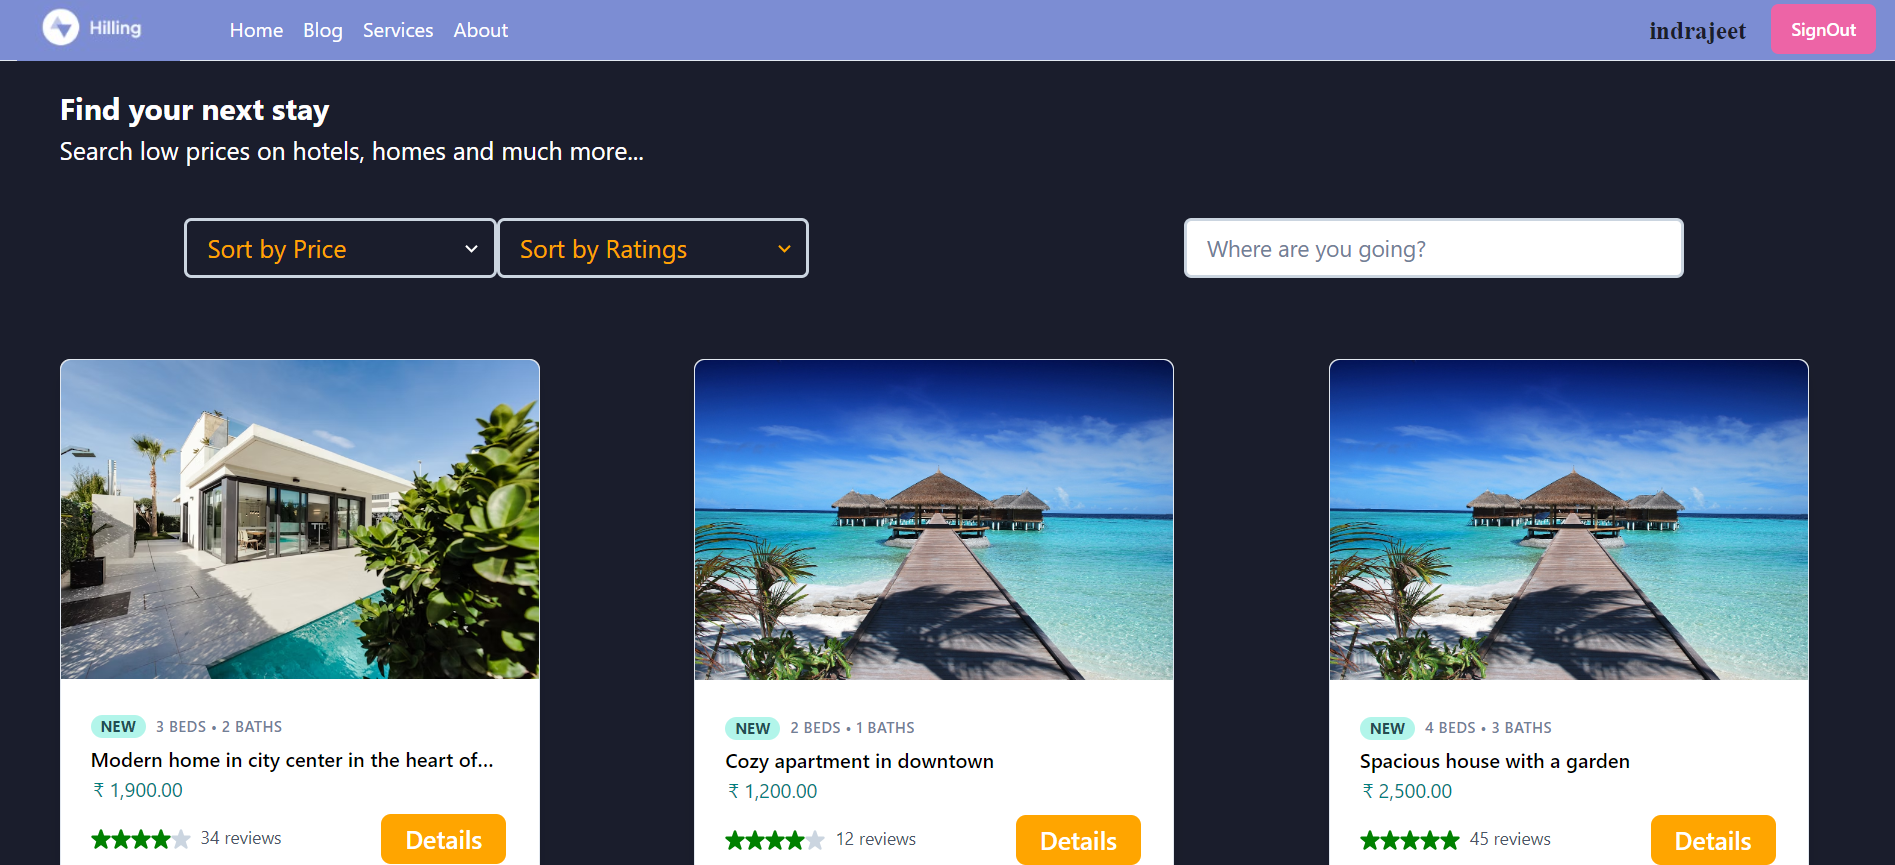 Hilling Home Blog Services About indrajeet SignOut
Find your next stay
Search low prices on hotels, homes and much more...
Sort by Price Sort by Ratings Where are you going?
NEW 3 BEDS • 2 BATHS
Modern home in city center in the heart of...
₹ 1,900.00
34 reviews Details
NEW 2 BEDS • 1 BATHS
Cozy apartment in downtown
₹ 1,200.00
12 reviews Details
NEW 4 BEDS • 3 BATHS
Spacious house with a garden
₹ 2,500.00
45 reviews Details